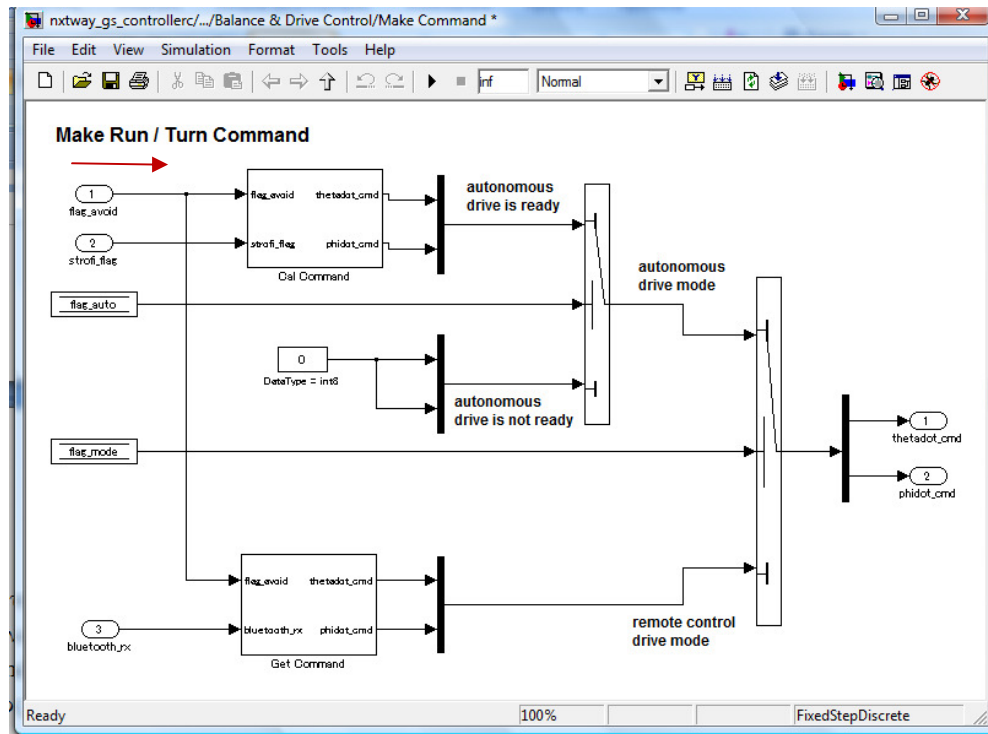 nxtway_gs_controllerc/.../Balance & Drive Control/Make Command *
File Edit View Simulation Format Tools Help
inf Normal
Make Run / Turn Command
1
flag_avoid
2
strofi_flag
flag_avoid thetadot_cmd
strofi_flag phidot_cmd
Cal Command
autonomous
drive is ready
flag_auto
autonomous
drive mode
0
DataType = int8
autonomous
drive is not ready
flag_mode
1
thetadot_cmd
2
phidot_cmd
flag_avoid thetadot_cmd
bluetooth_rx phidot_cmd
Get Command
3
bluetooth_rx
remote control
drive mode
Ready 100% FixedStepDiscrete